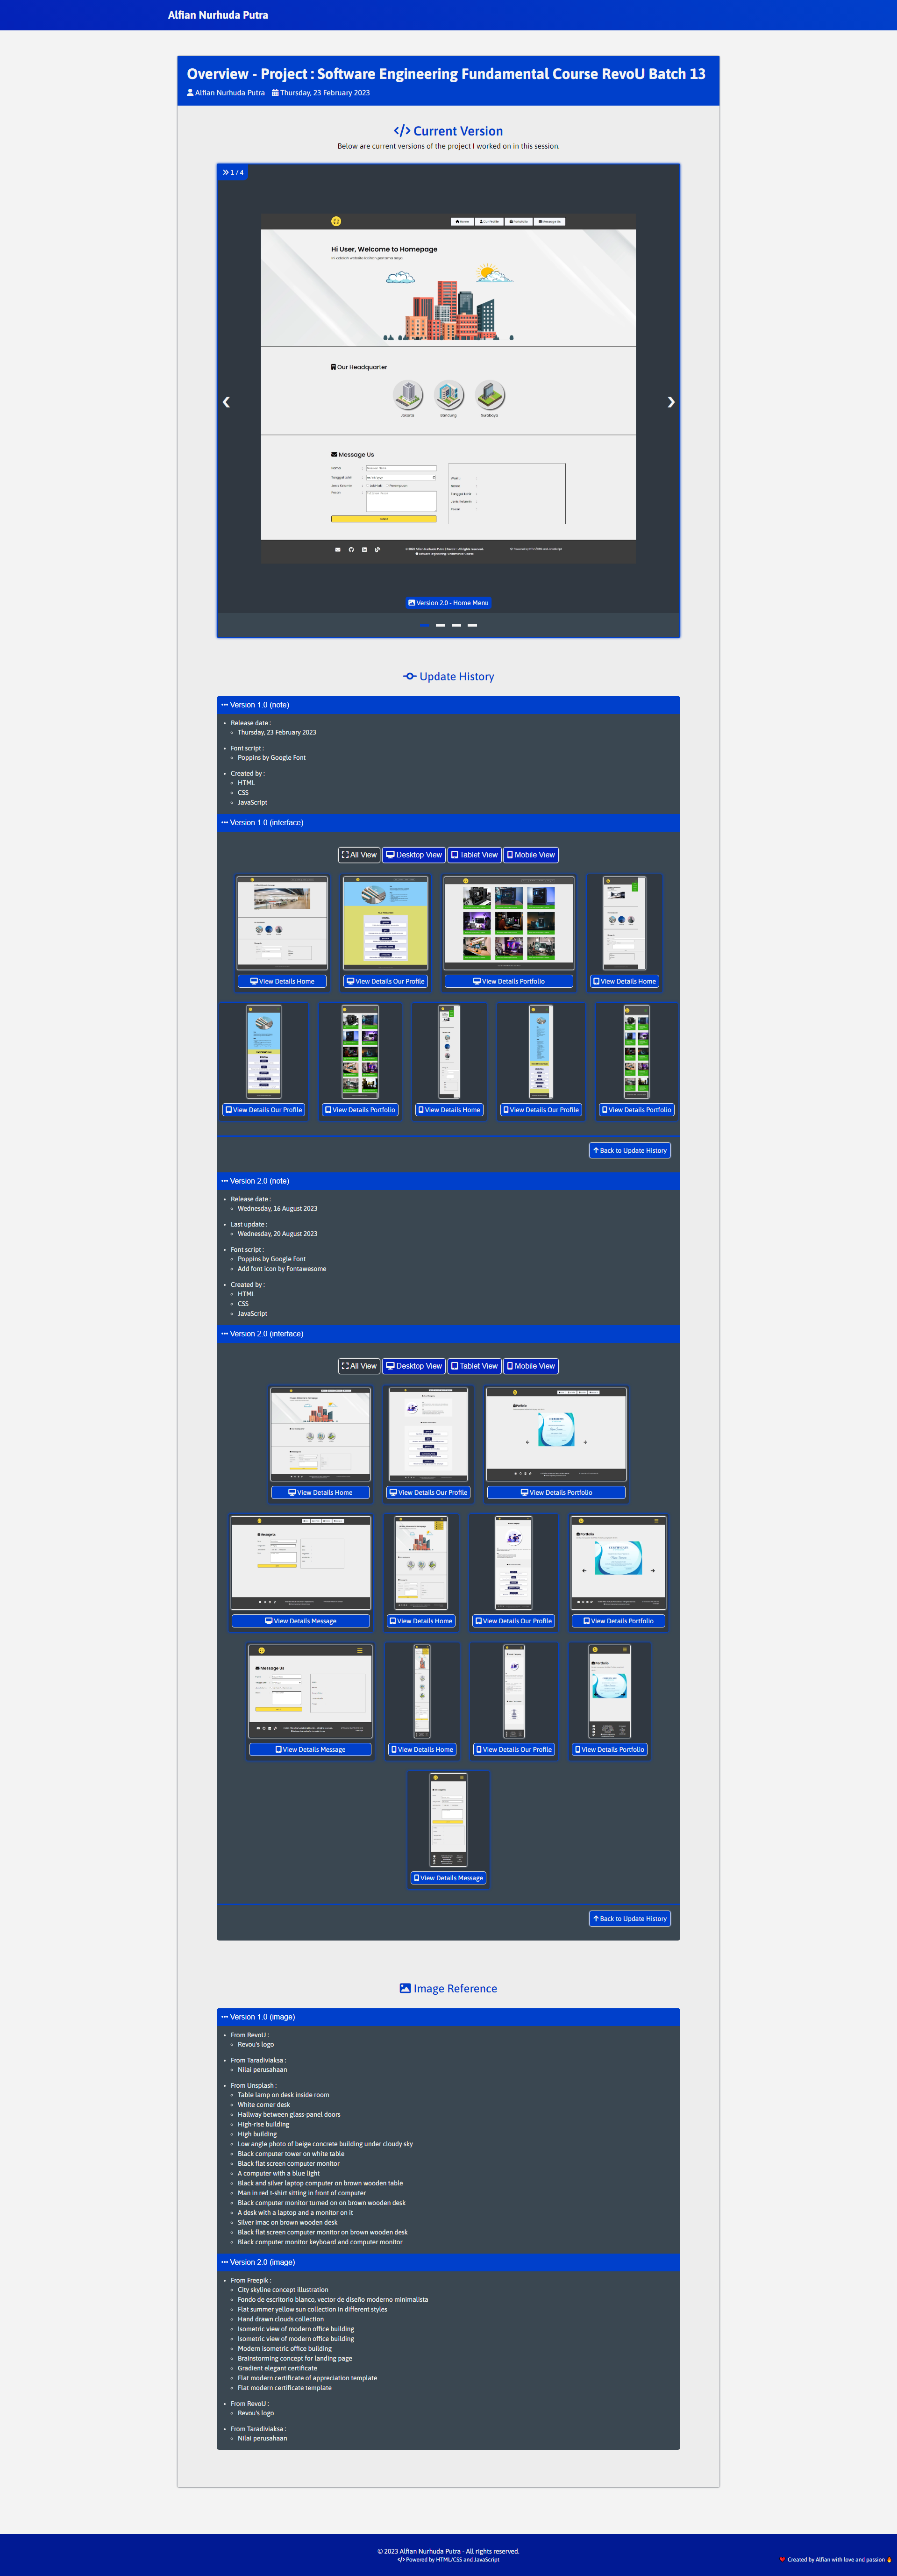 Alfian Nurhuda Putra
Overview - Project : Software Engineering Fundamental Course RevoU Batch 13
Alfian Nurhuda Putra Thursday, 23 February 2023
</> Current Version
Below are current versions of the project I worked on in this session.
1 / 4
Home Our Profile Portfolio Message Us
Hi User, Welcome to Homepage
Our Headquarter
Jakarta Bandung Surabaya
Message Us
Version 2.0 - Home Menu
Update History
Version 1.0 (note)
Release date :
Thursday, 23 February 2023
Font script :
Poppins by Google Font
Created by :
HTML
CSS
JavaScript
Version 1.0 (interface)
All View Desktop View Tablet View Mobile View
View Details Home View Details Our Profile View Details Portfolio View Details Home
View Details Our Profile View Details Portfolio View Details Home View Details Our Profile View Details Portfolio
Back to Update History
Version 2.0 (note)
Release date :
Wednesday, 16 August 2023
Last update :
Wednesday, 20 August 2023
Font script :
Poppins by Google Font
Add font icon by Fontawesome
Created by :
HTML
CSS
JavaScript
Version 2.0 (interface)
All View Desktop View Tablet View Mobile View
View Details Home View Details Our Profile View Details Portfolio
View Details Message View Details Home View Details Our Profile View Details Portfolio
View Details Message View Details Home View Details Our Profile View Details Portfolio
View Details Message
Back to Update History
Image Reference
Version 1.0 (image)
From RevoU :
Revou's logo
From Taradiviaksa :
Nilai perusahaan
From Unsplash :
Table lamp on desk inside room
White corner desk
Hallway between glass-panel doors
High-rise building
High building
Low angle photo of beige concrete building under cloudy sky
Black computer tower on white table
Black flat screen computer monitor
A computer with a blue light
Black and silver laptop computer on brown wooden table
Man in red t-shirt sitting in front of computer
Black computer monitor turned on on brown wooden desk
A desk with a laptop and a monitor on it
Silver imac on brown wooden desk
Black flat screen computer monitor on brown wooden desk
Black computer monitor keyboard and computer monitor
Version 2.0 (image)
From Freepik :
City skyline concept illustration
Fondo de escritorio blanco, vector de diseño moderno minimalista
Flat summer yellow sun collection in different styles
Hand drawn clouds collection
Isometric view of modern office building
Isometric view of modern office building
Modern isometric office building
Brainstorming concept for landing page
Gradient elegant certificate
Flat modern certificate of appreciation template
Flat modern certificate template
From RevoU :
Revou's logo
From Taradiviaksa :
Nilai perusahaan
© 2023 Alfian Nurhuda Putra - All rights reserved.
</> Powered by HTML/CSS and JavaScript
Created by Alfian with love and passion